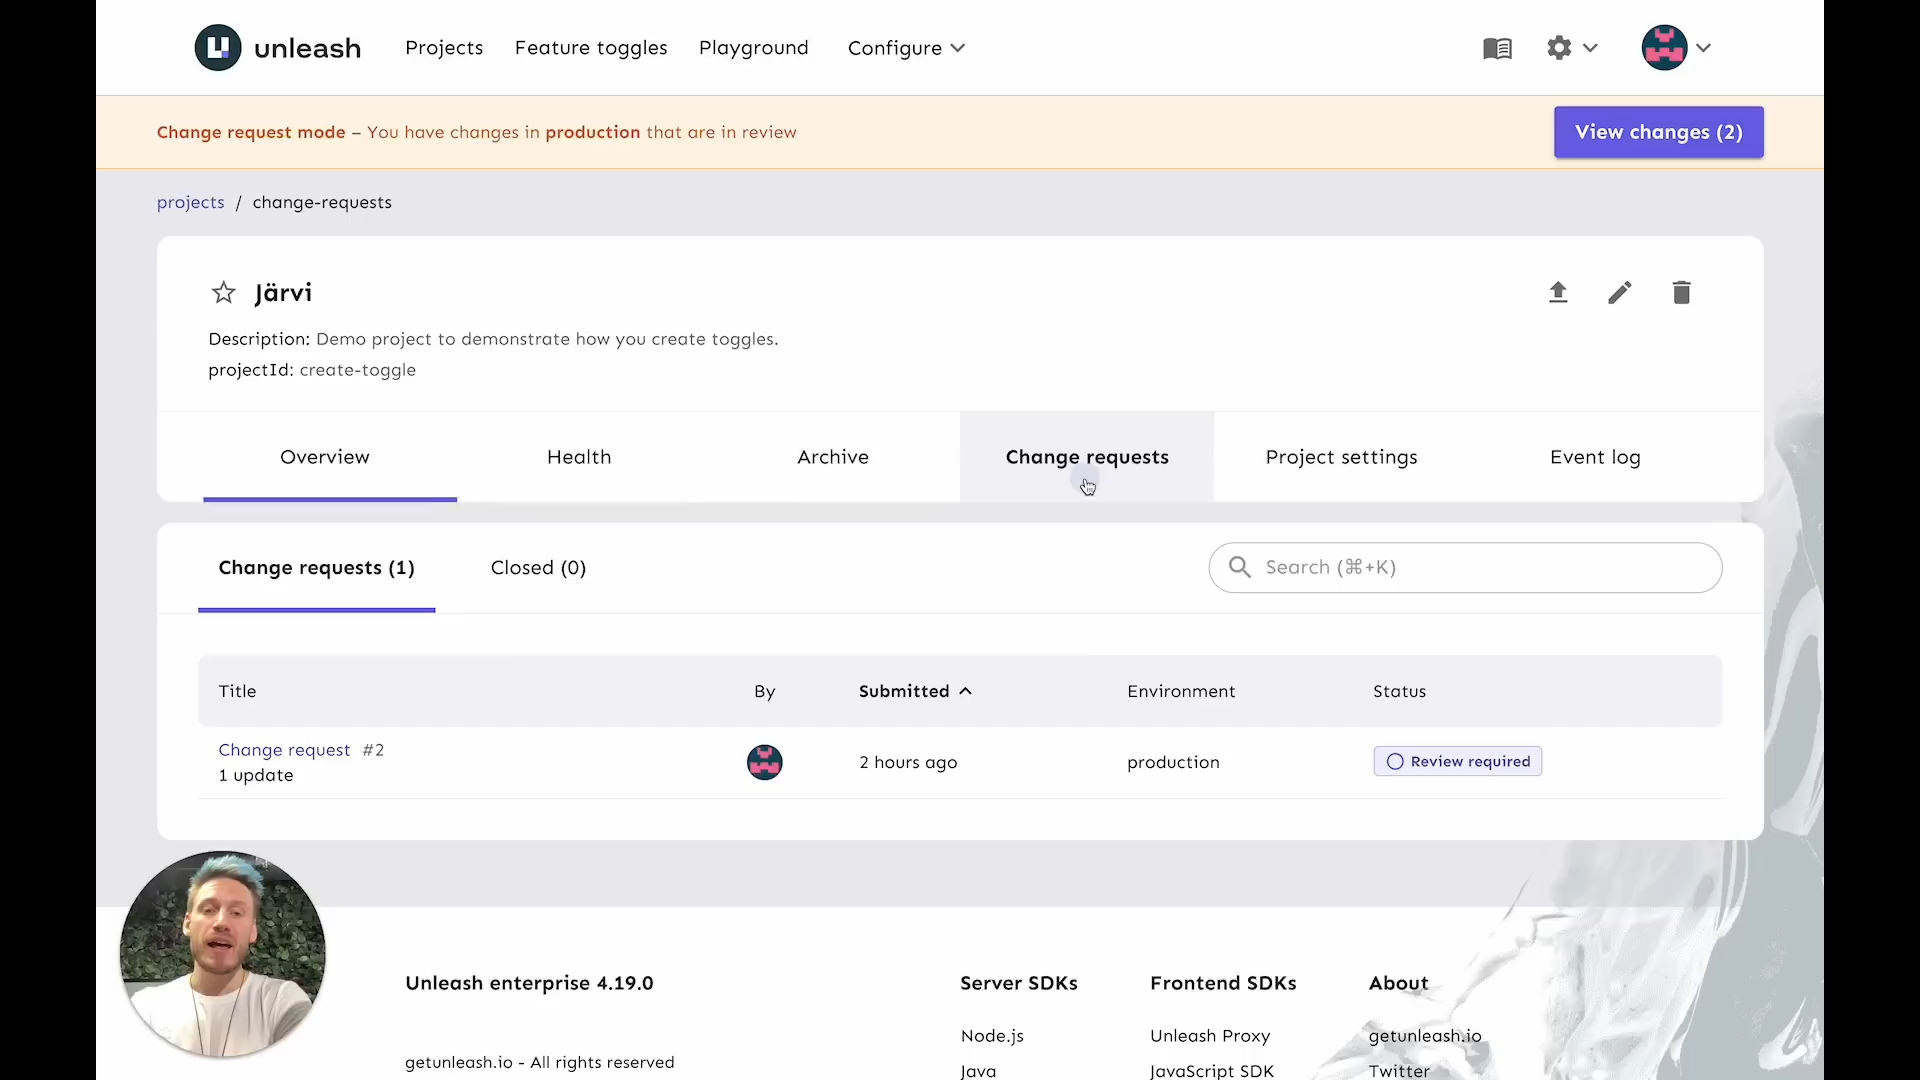 unleash
Projects
Feature toggles
Playground
Configure
Change request mode – You have changes in production that are in review
View changes (2)
projects / change-requests
Järvi
Description: Demo project to demonstrate how you create toggles.
projectId: create-toggle
Overview
Health
Archive
Change requests
Project settings
Event log
Change requests (1)
Closed (0)
Search (⌘+K)
Title
By
Submitted
Environment
Status
Change request #2
1 update
2 hours ago
production
Review required
Unleash enterprise 4.19.0
Server SDKs
Frontend SDKs
About
Node.js
Unleash Proxy
getunleash.io
getunleash.io - All rights reserved
Java
JavaScript SDK
Twitter